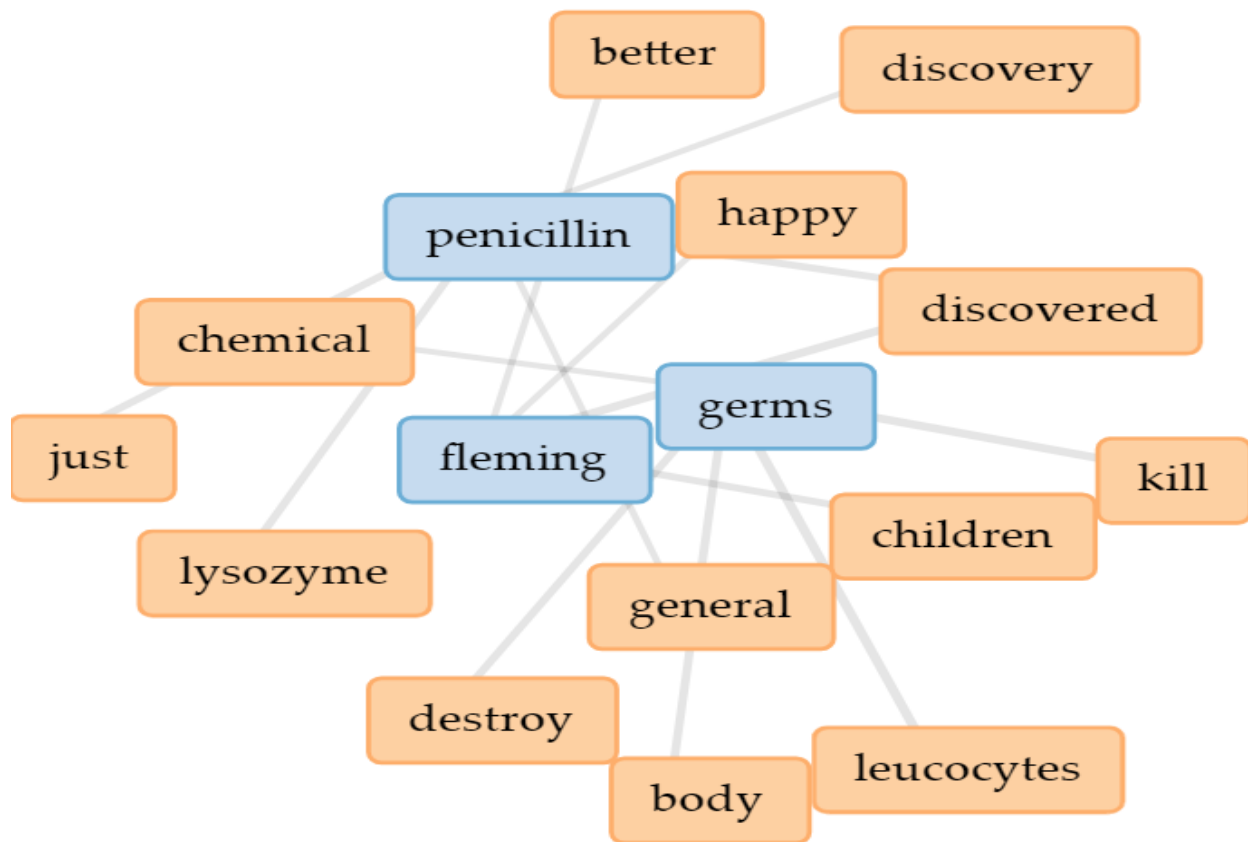 better
discovery
happy
penicillin
discovered
chemical
germs
fleming
just
kill
children
lysozyme
general
destroy
leucocytes
body